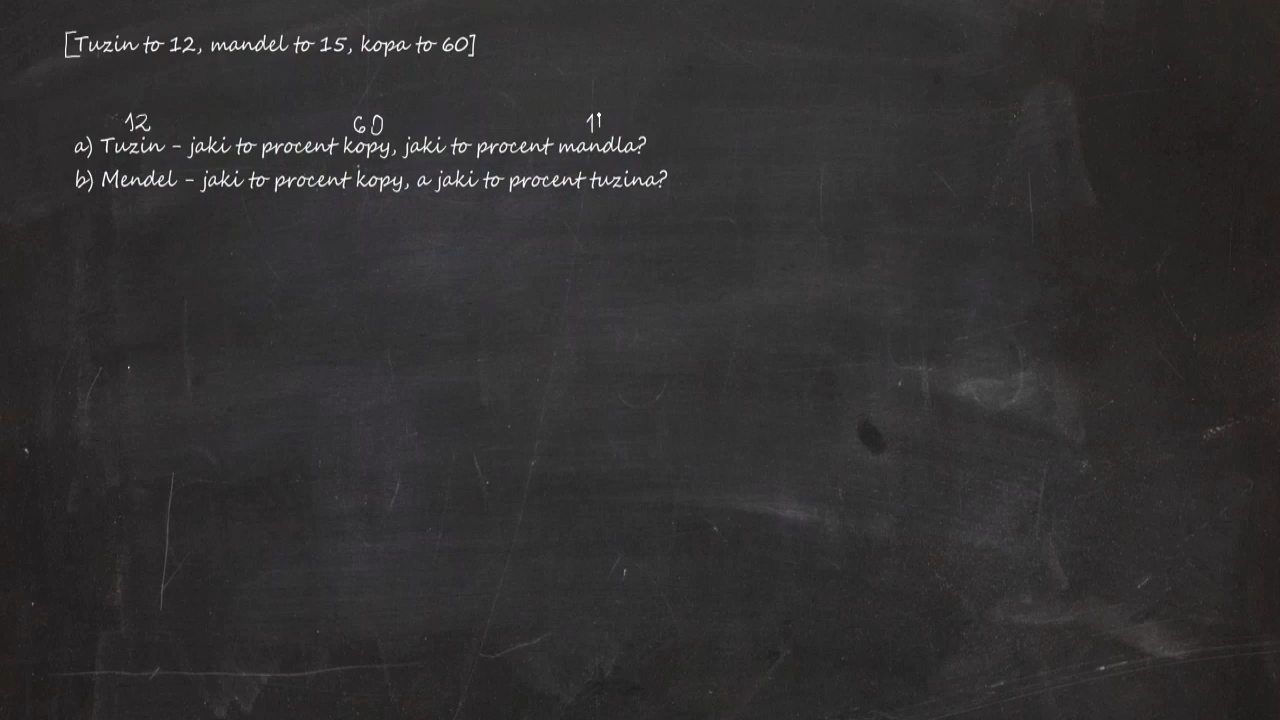 [Tuzin to 12, mandel to 15, kopa to 60]
12 60
a) Tuzin - jaki to procent kopy, jaki to procent mandla?
b) Mendel - jaki to procent kopy, a jaki to procent tuzina?